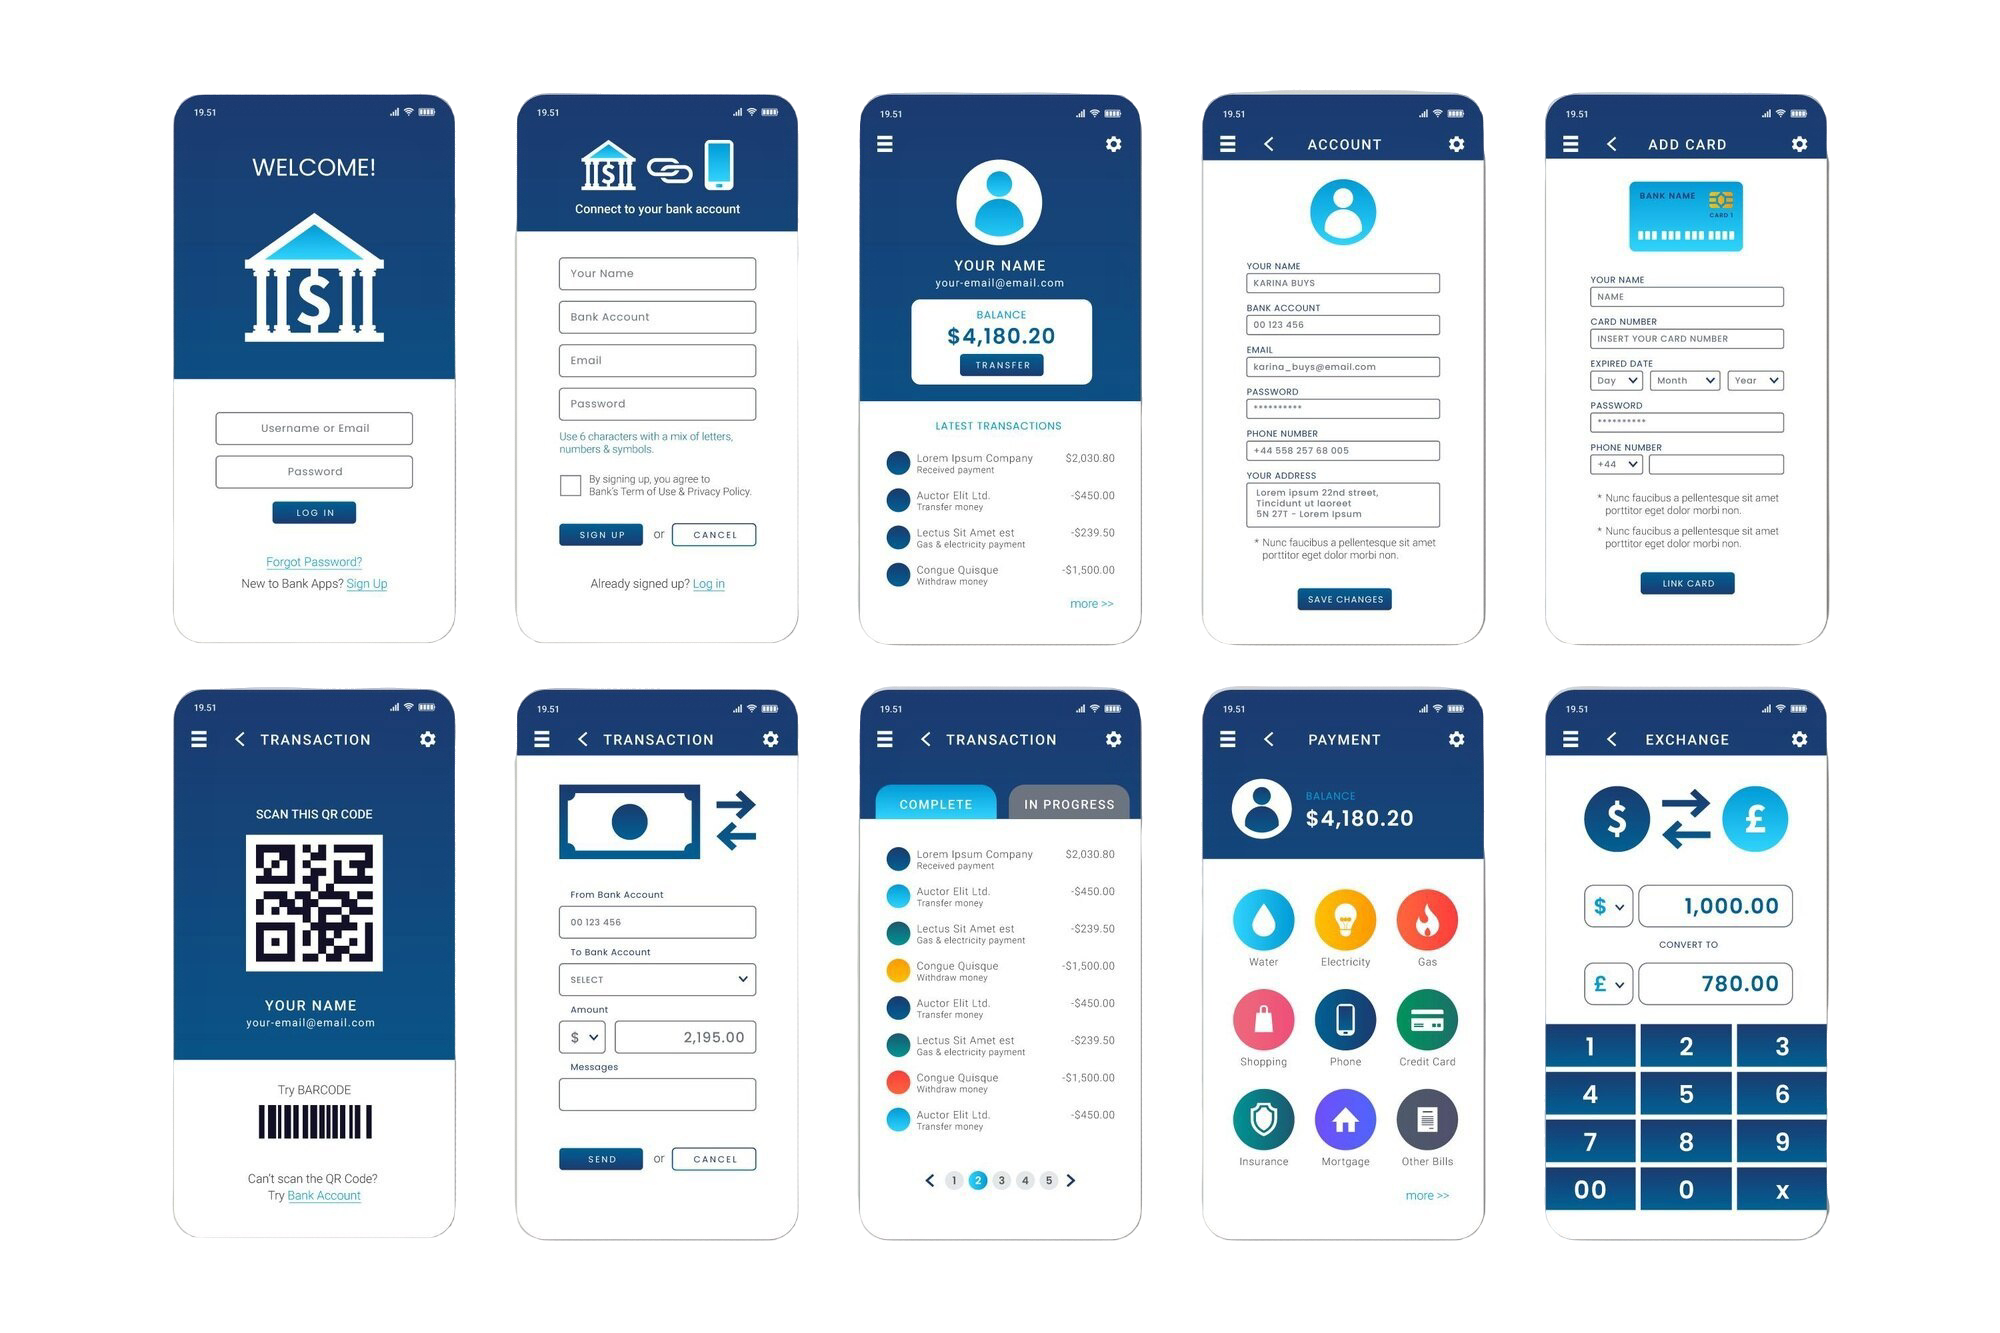 19.51
WELCOME!
$
Username or Email
Password
LOG IN
Forgot Password?
New to Bank Apps? Sign Up
19.51
$
Connect to your bank account
Your Name
Bank Account
Email
Password
Use 6 characters with a mix of letters,
numbers & symbols.
By signing up, you agree to
Bank's Term of Use & Privacy Policy.
SIGN UP or CANCEL
Already signed up? Log in
19.51
YOUR NAME
your-email@email.com
BALANCE
$4,180.20
TRANSFER
LATEST TRANSACTIONS
Lorem Ipsum Company $2,030.80
Received payment
Auctor Elit Ltd. -$450.00
Transfer money
Lectus Sit Amet est -$239.50
Gas & electricity payment
Congue Quisque -$1,500.00
Withdraw money
more >>
19.51
ACCOUNT
YOUR NAME
KARINA BUYS
BANK ACCOUNT
00 123 456
EMAIL
karina_buys@email.com
PASSWORD
**********
PHONE NUMBER
+44 558 257 68 005
YOUR ADDRESS
Lorem ipsum 22nd street,
Tincidunt ut laoreet
5N 27T - Lorem Ipsum
* Nunc faucibus a pellentesque sit amet
porttitor eget dolor morbi non.
SAVE CHANGES
19.51
ADD CARD
BANK NAME
CARD 1
YOUR NAME
NAME
CARD NUMBER
INSERT YOUR CARD NUMBER
EXPIRED DATE
Day Month Year
PASSWORD
**********
PHONE NUMBER
+44
* Nunc faucibus a pellentesque sit amet
porttitor eget dolor morbi non.
* Nunc faucibus a pellentesque sit amet
porttitor eget dolor morbi non.
LINK CARD
19.51
TRANSACTION
SCAN THIS QR CODE
YOUR NAME
your-email@email.com
Try BARCODE
Can't scan the QR Code?
Try Bank Account
19.51
TRANSACTION
From Bank Account
00 123 456
To Bank Account
SELECT
Amount
$ 2,195.00
Messages
SEND or CANCEL
19.51
TRANSACTION
COMPLETE IN PROGRESS
Lorem Ipsum Company $2,030.80
Received payment
Auctor Elit Ltd. -$450.00
Transfer money
Lectus Sit Amet est -$239.50
Gas & electricity payment
Congue Quisque -$1,500.00
Withdraw money
Auctor Elit Ltd. -$450.00
Transfer money
Lectus Sit Amet est -$239.50
Gas & electricity payment
Congue Quisque -$1,500.00
Withdraw money
Auctor Elit Ltd. -$450.00
Transfer money
1 2 3 4 5
19.51
PAYMENT
BALANCE
$4,180.20
Water Electricity Gas
Shopping Phone Credit Card
Insurance Mortgage Other Bills
more >>
19.51
EXCHANGE
$ £
$ 1,000.00
CONVERT TO
£ 780.00
1 2 3
4 5 6
7 8 9
00 0 x